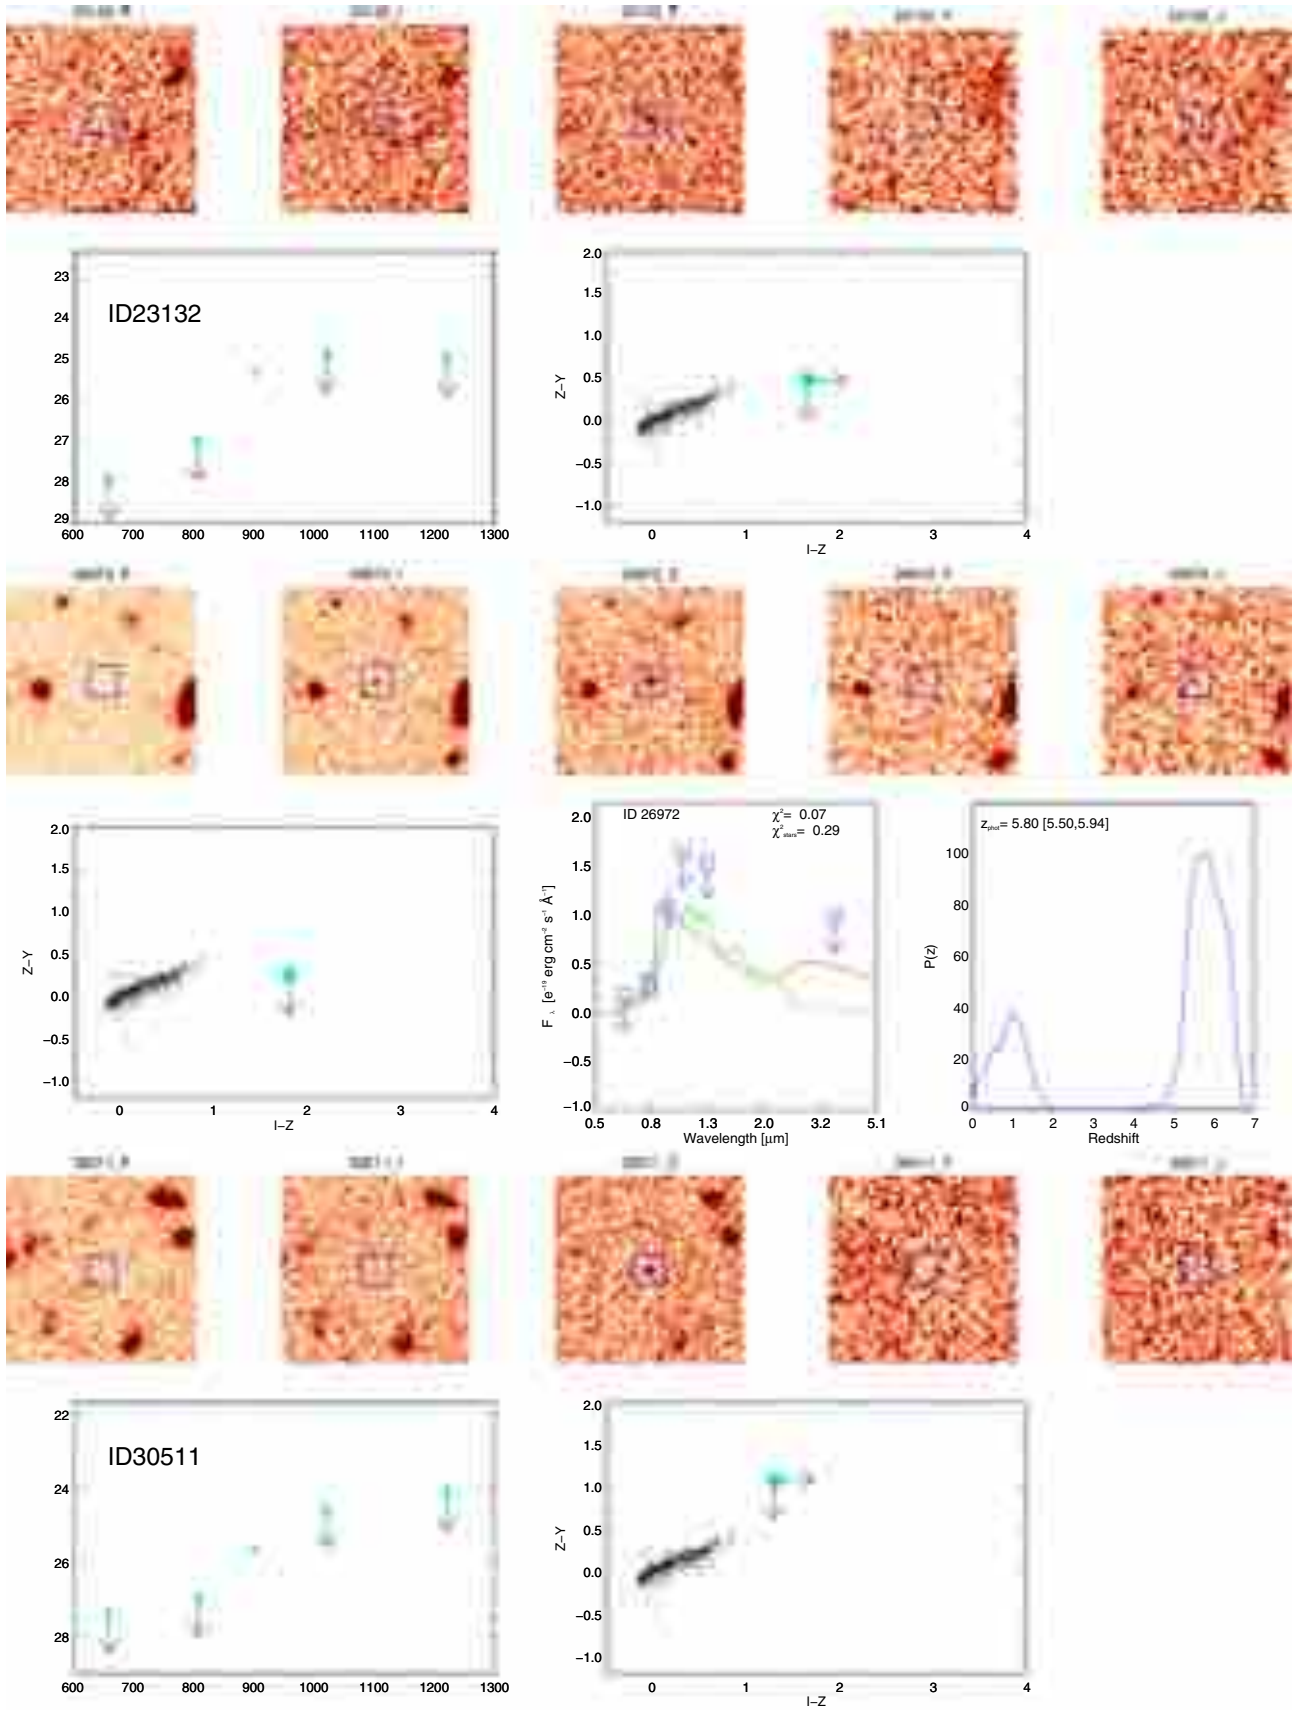 ID23132
23
24
25
26
27
28
29
600 700 800 900 1000 1100 1200 1300
Z−Y
2.0
1.5
1.0
0.5
0.0
−0.5
−1.0
0 1 2 3 4
I−Z
Z−Y
2.0
1.5
1.0
0.5
0.0
−0.5
−1.0
0 1 2 3 4
I−Z
ID 26972
χ²= 0.07
χ²stars= 0.29
F λ [e⁻¹⁹ erg cm⁻² s⁻¹ Å⁻¹]
2.0
1.5
1.0
0.5
0.0
−0.5
−1.0
0.5 0.8 1.3 2.0 3.2 5.1
Wavelength [μm]
zphot= 5.80 [5.50,5.94]
P(z)
100
80
60
40
20
0
0 1 2 3 4 5 6 7
Redshift
ID30511
22
24
26
28
600 700 800 900 1000 1100 1200 1300
Z−Y
2.0
1.5
1.0
0.5
0.0
−0.5
−1.0
0 1 2 3 4
I−Z